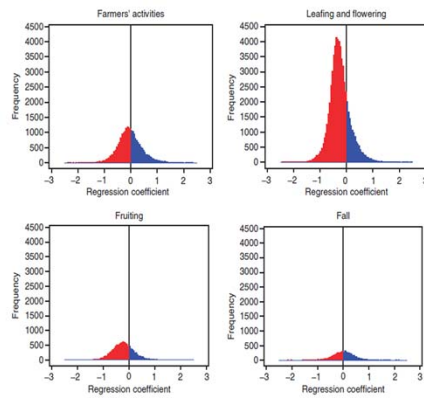 Farmers' activities
Leafing and flowering
4500
4000
3500
3000
2500
2000
1500
1000
500
0
Frequency
−3 −2 −1 0 1 2 3
Regression coefficient
4500
4000
3500
3000
2500
2000
1500
1000
500
0
Frequency
−3 −2 −1 0 1 2 3
Regression coefficient
Fruiting
Fall
4500
4000
3500
3000
2500
2000
1500
1000
500
0
Frequency
−3 −2 −1 0 1 2 3
Regression coefficient
4500
4000
3500
3000
2500
2000
1500
1000
500
0
Frequency
−3 −2 −1 0 1 2 3
Regression coefficient